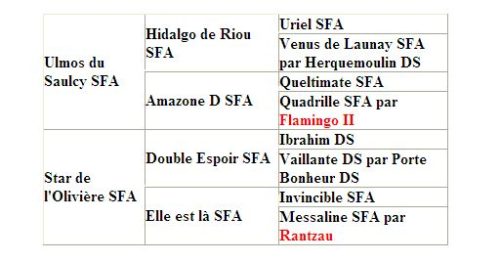 Ulmos du
Saulcy SFA
Hidalgo de Riou
SFA
Uriel SFA
Venus de Launay SFA
par Herquemoulin DS
Amazone D SFA
Queltimate SFA
Quadrille SFA par
Flamingo II
Star de
l'Olivière SFA
Double Espoir SFA
Ibrahim DS
Vaillante DS par Porte
Bonheur DS
Elle est là SFA
Invincible SFA
Messaline SFA par
Rantzau